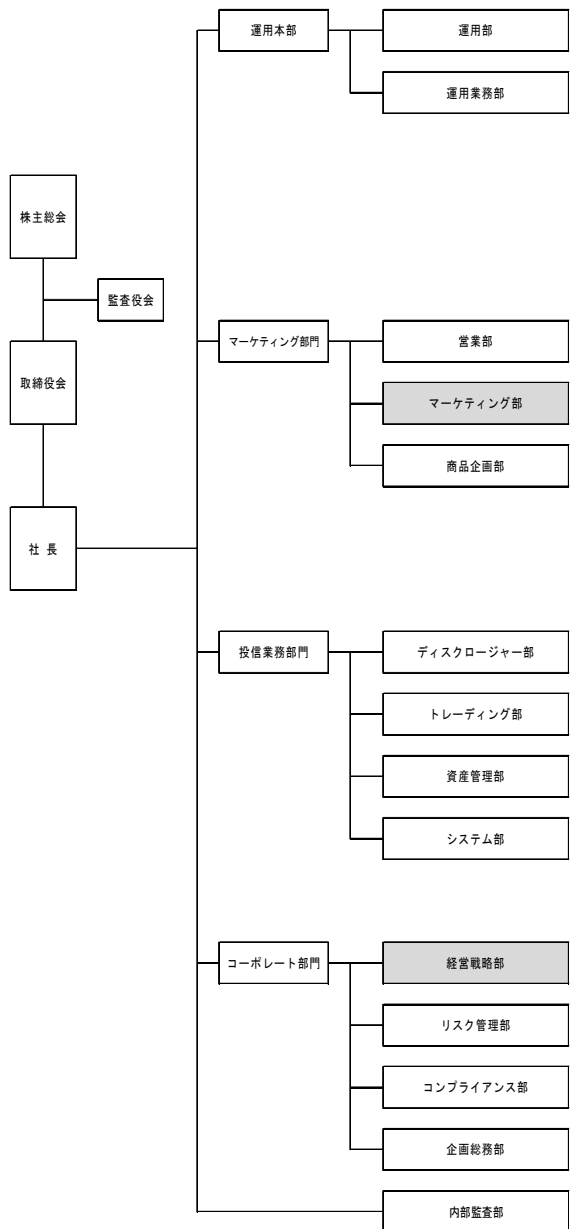 運用本部
運用部
運用業務部
株主総会
監査役会
取締役会
社 長
マーケティング部門
営業部
マーケティング部
商品企画部
投信業務部門
ディスクロージャー部
トレーディング部
資産管理部
システム部
コーポレート部門
経営戦略部
リスク管理部
コンプライアンス部
企画総務部
内部監査部